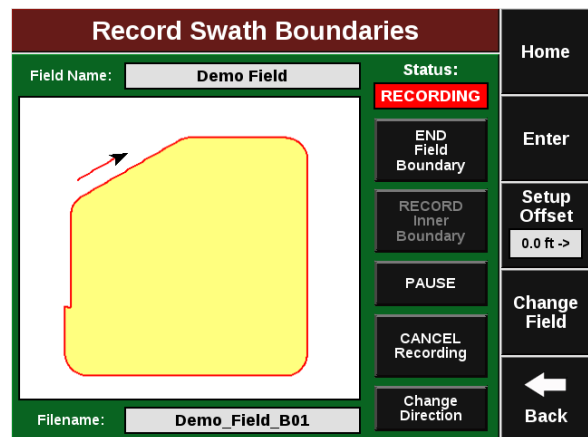 Record Swath Boundaries
Field Name:
Demo Field
Status:
RECORDING
END
Field
Boundary
RECORD
Inner
Boundary
PAUSE
CANCEL
Recording
Change
Direction
Filename:
Demo_Field_B01
Home
Enter
Setup
Offset
0.0 ft ->
Change
Field
Back